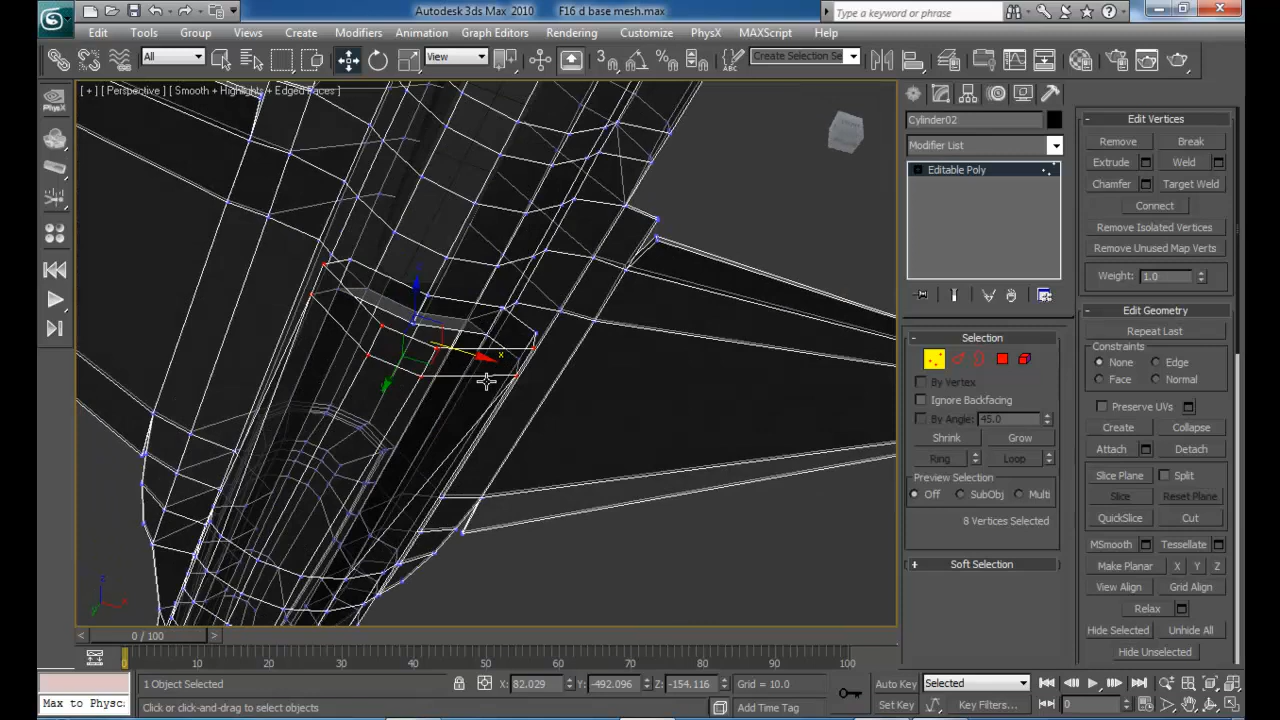 Autodesk 3ds Max 2010 F16 d base mesh.max
Type a keyword or phrase
Edit Tools Group Views Create Modifiers Animation Graph Editors Rendering Customize PhysX MAXScript Help
All
View
3
Create Selection Se
[ + ] [ Perspective ] [ Smooth + Highlights + Edged Faces ]
PhysX
Cylinder02
Modifier List
Editable Poly
Selection
By Vertex
Ignore Backfacing
By Angle: 45.0
Shrink Grow
Ring Loop
Preview Selection
Off SubObj Multi
8 Vertices Selected
Soft Selection
Edit Vertices
Remove Break
Extrude Weld
Chamfer Target Weld
Connect
Remove Isolated Vertices
Remove Unused Map Verts
Weight: 1.0
Edit Geometry
Repeat Last
Constraints
None Edge
Face Normal
Preserve UVs
Create Collapse
Attach Detach
Slice Plane Split
Slice Reset Plane
QuickSlice Cut
MSmooth Tessellate
Make Planar X Y Z
View Align Grid Align
Relax
Hide Selected Unhide All
Hide Unselected
x
z
y
x
< 0 / 100 >
0 10 20 30 40 50 60 70 80 90 100
1 Object Selected X: 82.029 Y: -492.096 Z: -154.116 Grid = 10.0 Auto Key Selected
Max to Physc. Click or click-and-drag to select objects Add Time Tag Set Key Key Filters... 0